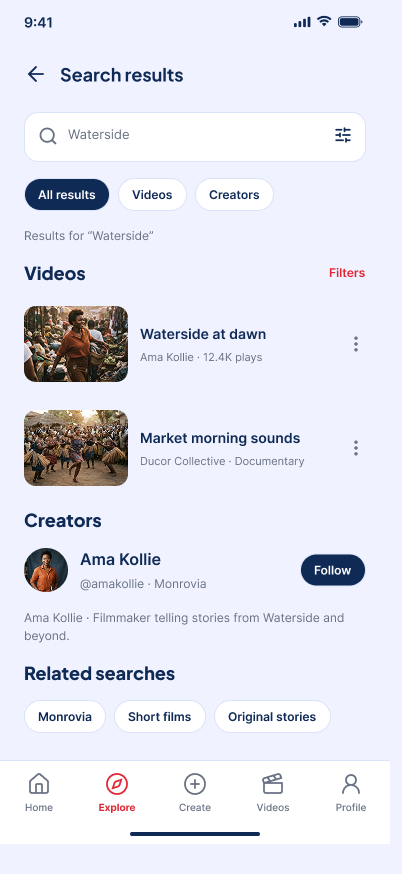 9:41
Search results
Waterside
All results
Videos
Creators
Results for “Waterside”
Videos
Filters
Waterside at dawn
Ama Kollie · 12.4K plays
Market morning sounds
Ducor Collective · Documentary
Creators
Ama Kollie
@amakollie · Monrovia
Follow
Ama Kollie · Filmmaker telling stories from Waterside and
beyond.
Related searches
Monrovia
Short films
Original stories
Home
Explore
Create
Videos
Profile